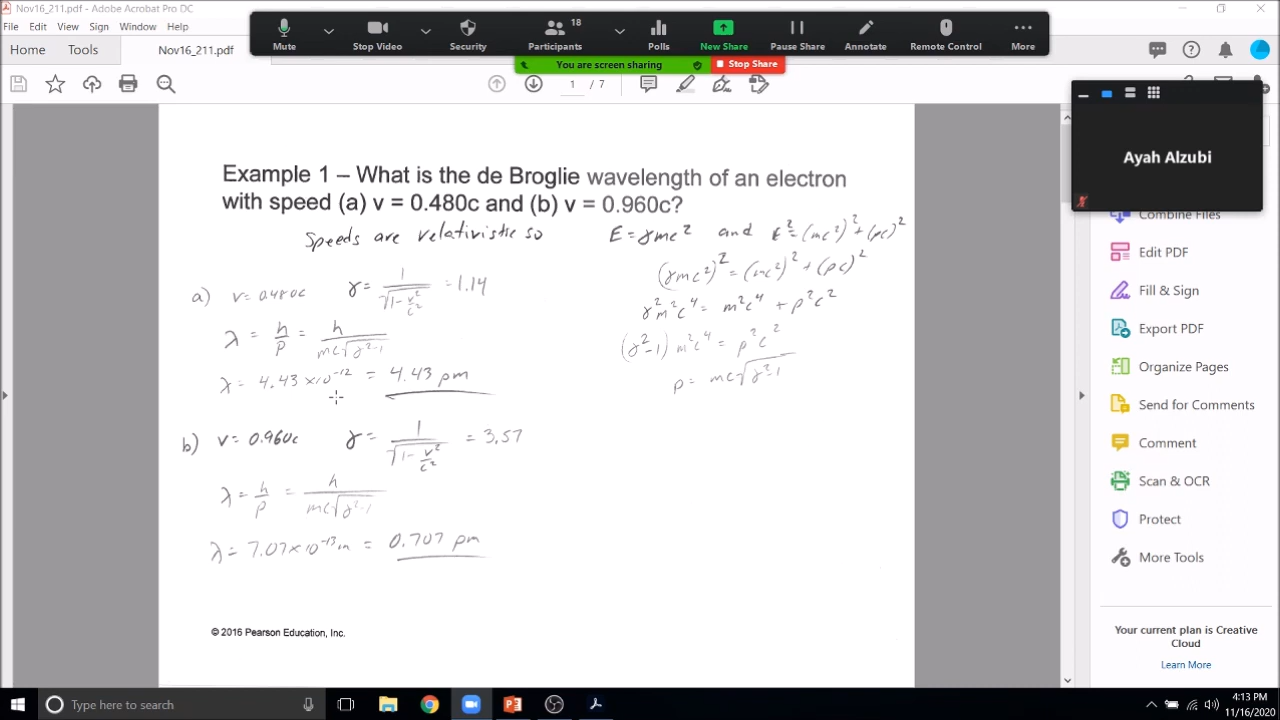 Nov16_211.pdf - Adobe Acrobat Pro DC
File Edit View Sign Window Help
Home Tools Nov16_211.pdf
Mute Stop Video Security Participants 18 Polls New Share Pause Share Annotate Remote Control More
You are screen sharing Stop Share
1 / 7
Ayah Alzubi
Example 1 – What is the de Broglie wavelength of an electron
with speed (a) v = 0.480c and (b) v = 0.960c?
Speeds are relativistic so E = γmc² and E² = (mc²)² + (pc)²
(γmc²)² = (mc²)² + (pc)²
a) v = 0.480c γ = 1/√(1-v²/c²) = 1.14
γ²m²c⁴ = m²c⁴ + p²c²
λ = h/p = h/(mc√(γ²-1))
(γ²-1) m²c⁴ = p²c²
λ = 4.43 ×10⁻¹² = 4.43 pm
p = mc√(γ²-1)
b) v = 0.960c γ = 1/√(1-v²/c²) = 3.57
λ = h/p = h/(mc√(γ²-1))
λ = 7.07×10⁻¹³m = 0.707 pm
© 2016 Pearson Education, Inc.
Combine Files
Edit PDF
Fill & Sign
Export PDF
Organize Pages
Send for Comments
Comment
Scan & OCR
Protect
More Tools
Your current plan is Creative
Cloud
Learn More
Type here to search
4:13 PM
11/16/2020